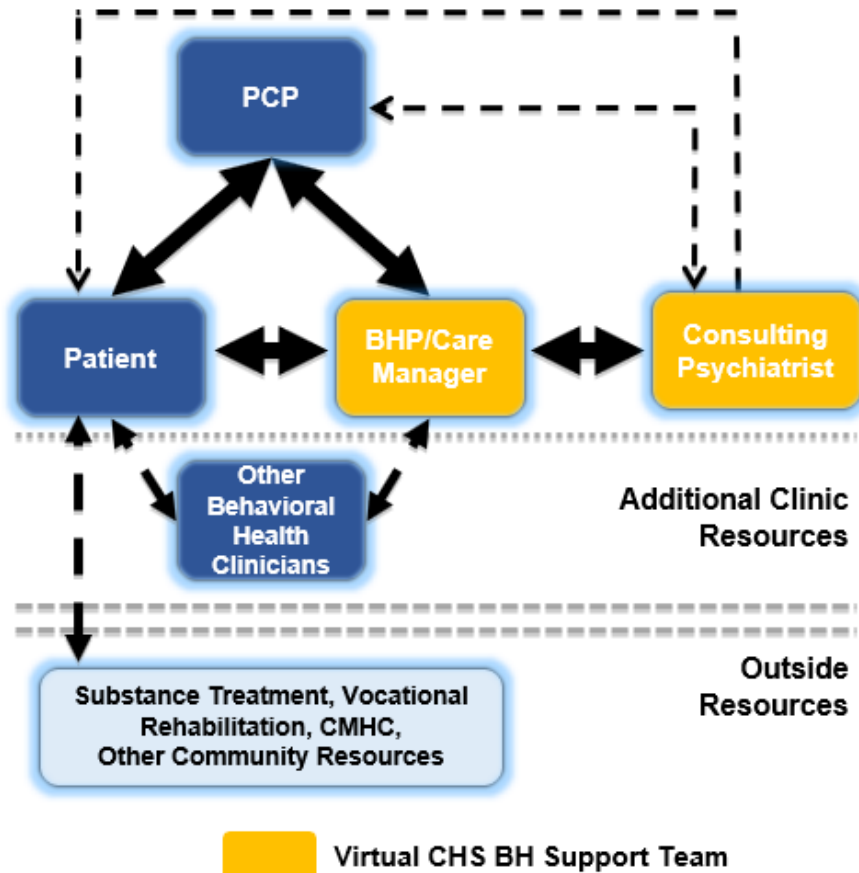 PCP
Patient
BHP/Care
Manager
Consulting
Psychiatrist
Other
Behavioral
Health
Clinicians
Additional Clinic
Resources
Outside
Resources
Substance Treatment, Vocational
Rehabilitation, CMHC,
Other Community Resources
Virtual CHS BH Support Team